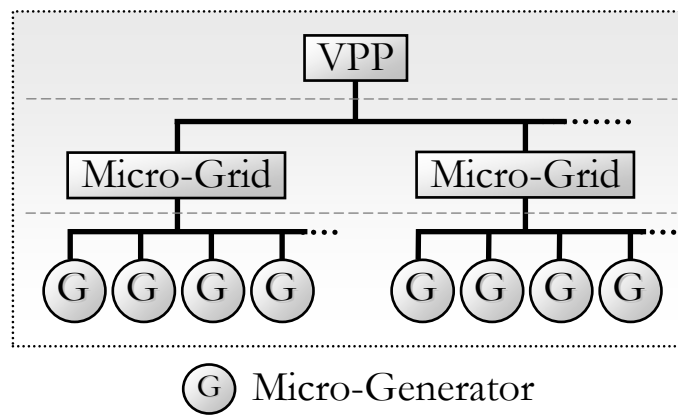 VPP
Micro-Grid Micro-Grid
G G G G G G G G
G Micro-Generator